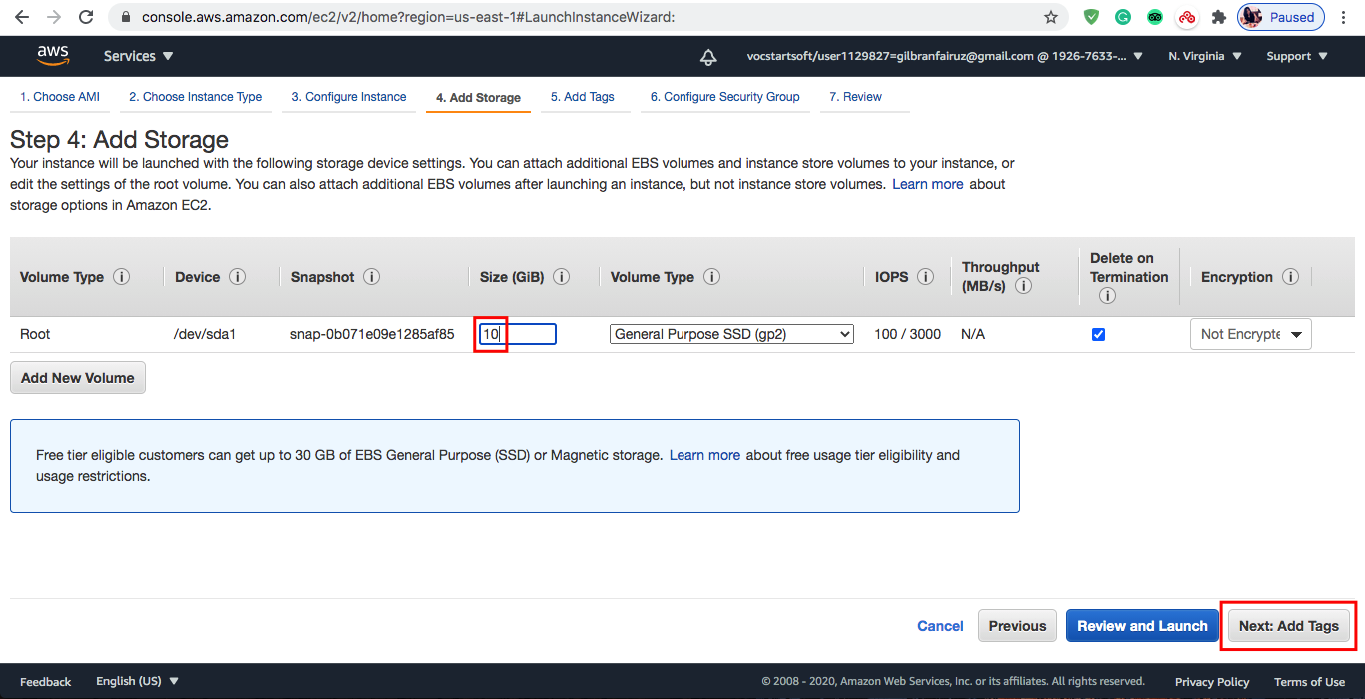 console.aws.amazon.com/ec2/v2/home?region=us-east-1#LaunchInstanceWizard:
Paused
aws
Services
vocstartsoft/user1129827=gilbranfairuz@gmail.com @ 1926-7633-...
N. Virginia
Support
1. Choose AMI
2. Choose Instance Type
3. Configure Instance
4. Add Storage
5. Add Tags
6. Configure Security Group
7. Review
Step 4: Add Storage
Your instance will be launched with the following storage device settings. You can attach additional EBS volumes and instance store volumes to your instance, or
edit the settings of the root volume. You can also attach additional EBS volumes after launching an instance, but not instance store volumes. Learn more about
storage options in Amazon EC2.
Volume Type
Device
Snapshot
Size (GiB)
Volume Type
IOPS
Throughput
(MB/s)
Delete on
Termination
Encryption
Root
/dev/sda1
snap-0b071e09e1285af85
10
General Purpose SSD (gp2)
100 / 3000
N/A
Not Encrypte
Add New Volume
Free tier eligible customers can get up to 30 GB of EBS General Purpose (SSD) or Magnetic storage. Learn more about free usage tier eligibility and
usage restrictions.
Cancel
Previous
Review and Launch
Next: Add Tags
Feedback
English (US)
© 2008 - 2020, Amazon Web Services, Inc. or its affiliates. All rights reserved.
Privacy Policy
Terms of Use